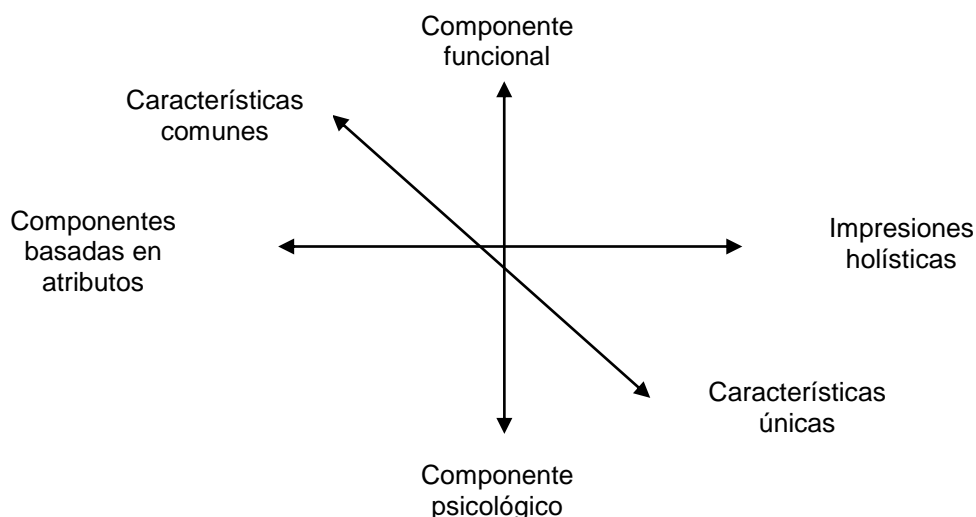 Componente
funcional
Características
comunes
Componentes
basadas en
atributos
Impresiones
holísticas
Características
únicas
Componente
psicológico